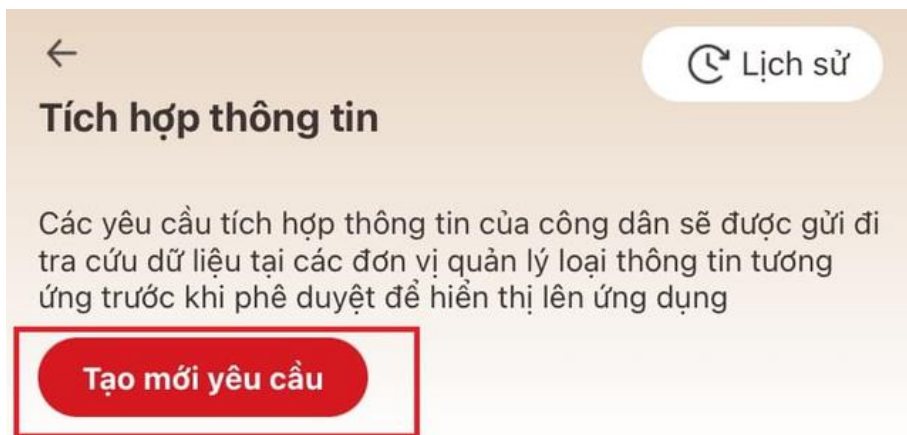 Lịch sử
Tích hợp thông tin
Các yêu cầu tích hợp thông tin của công dân sẽ được gửi đi
tra cứu dữ liệu tại các đơn vị quản lý loại thông tin tương
ứng trước khi phê duyệt để hiển thị lên ứng dụng
Tạo mới yêu cầu